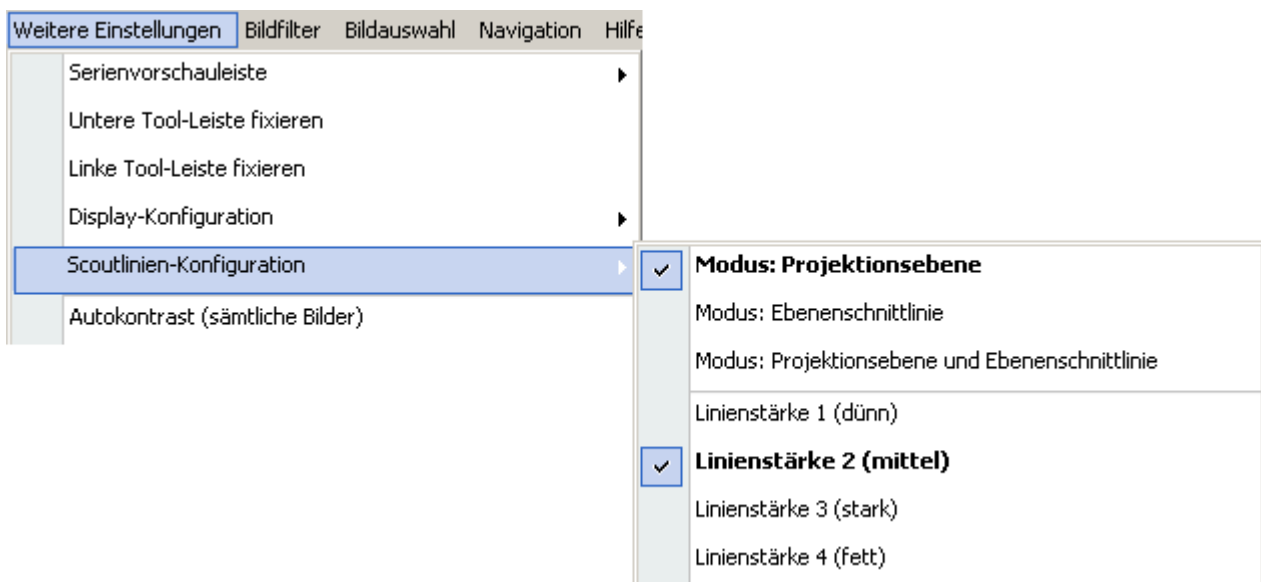 Weitere Einstellungen Bildfilter Bildauswahl Navigation Hilfe
Serienvorschauleiste
Untere Tool-Leiste fixieren
Linke Tool-Leiste fixieren
Display-Konfiguration
Scoutlinien-Konfiguration
Autokontrast (sämtliche Bilder)
Modus: Projektionsebene
Modus: Ebenenschnittlinie
Modus: Projektionsebene und Ebenenschnittlinie
Linienstärke 1 (dünn)
Linienstärke 2 (mittel)
Linienstärke 3 (stark)
Linienstärke 4 (fett)